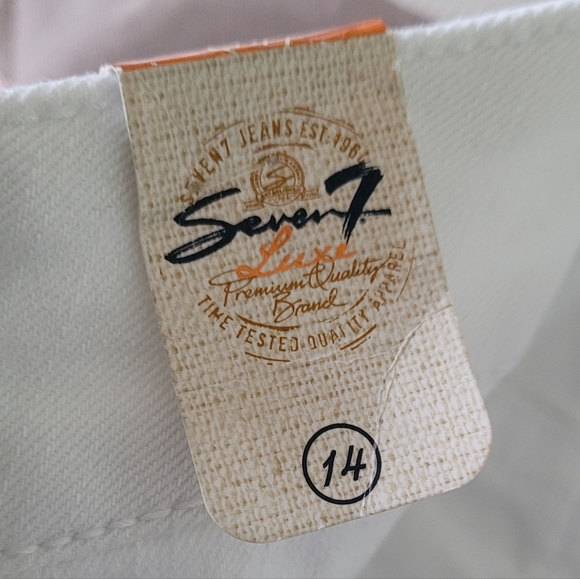 SEVEN7 JEANS EST. 196
Seven7
Luxe
Premium Quality
Brand
TIME TESTED QUALITY APPAREL
14